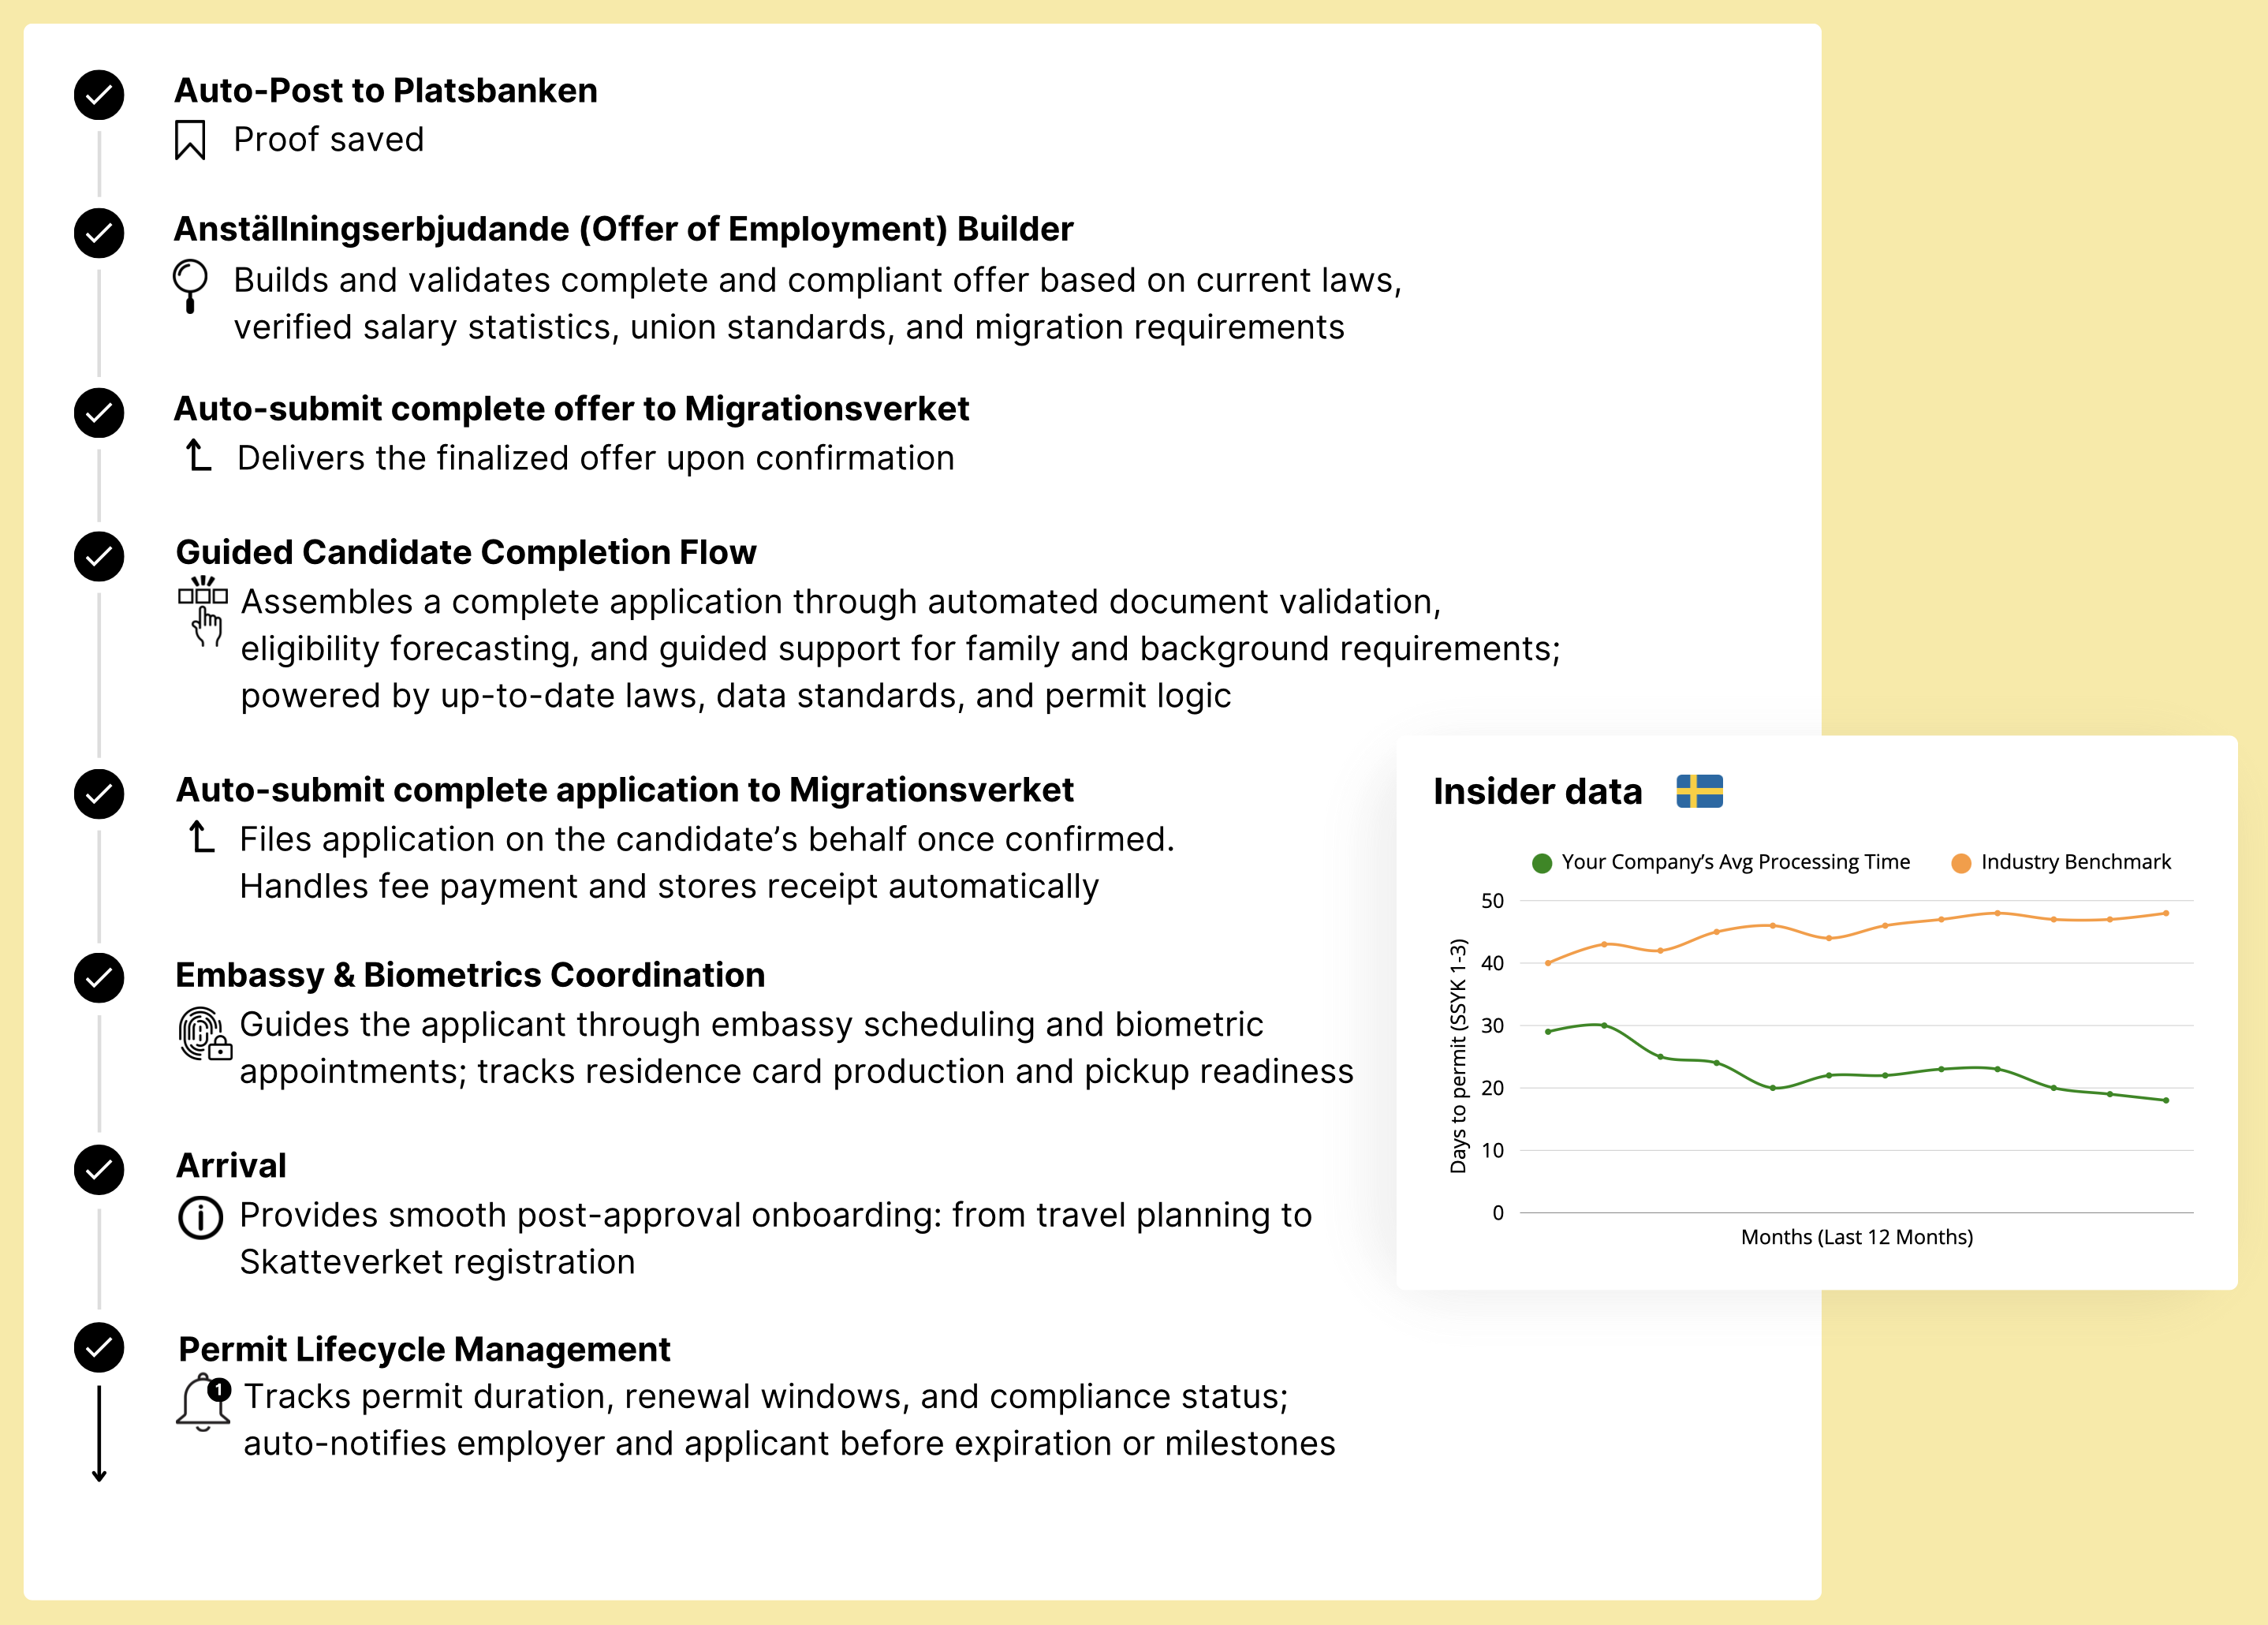 Auto-Post to Platsbanken
Proof saved
Anställningserbjudande (Offer of Employment) Builder
Builds and validates complete and compliant offer based on current laws,
verified salary statistics, union standards, and migration requirements
Auto-submit complete offer to Migrationsverket
Delivers the finalized offer upon confirmation
Guided Candidate Completion Flow
Assembles a complete application through automated document validation,
eligibility forecasting, and guided support for family and background requirements;
powered by up-to-date laws, data standards, and permit logic
Auto-submit complete application to Migrationsverket
Files application on the candidate’s behalf once confirmed.
Handles fee payment and stores receipt automatically
Embassy & Biometrics Coordination
Guides the applicant through embassy scheduling and biometric
appointments; tracks residence card production and pickup readiness
Arrival
Provides smooth post-approval onboarding: from travel planning to
Skatteverket registration
Permit Lifecycle Management
1
Tracks permit duration, renewal windows, and compliance status;
auto-notifies employer and applicant before expiration or milestones
Insider data
Your Company’s Avg Processing Time
Industry Benchmark
Days to permit (SSYK 1-3)
50
40
30
20
10
0
Months (Last 12 Months)